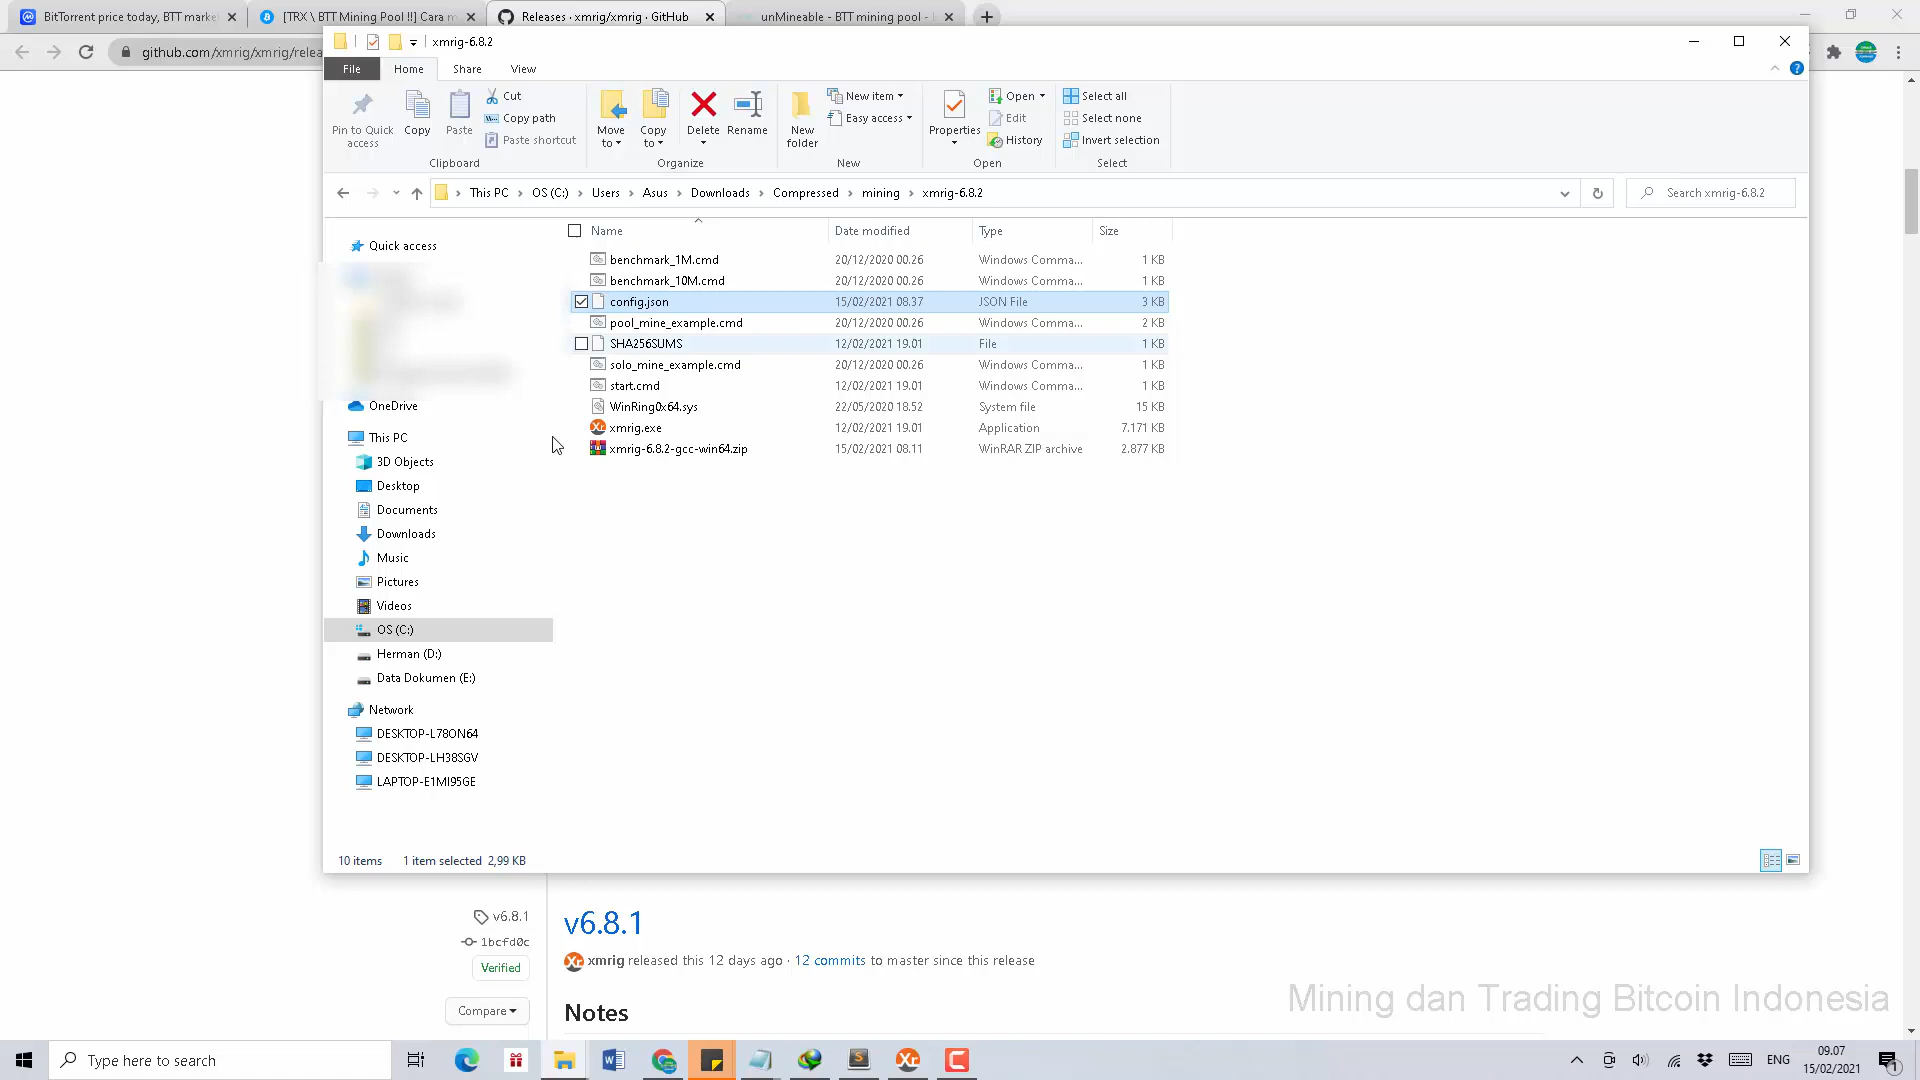 BitTorrent price today, BTT marke
[TRX \ BTT Mining Pool !!] Cara m
Releases · xmrig/xmrig · GitHub
unMineable - BTT mining pool -
github.com/xmrig/xmrig/relea
xmrig-6.8.2
File
Home
Share
View
Pin to Quick access
Copy
Paste
Cut
Copy path
Paste shortcut
Clipboard
Move to
Copy to
Delete
Rename
Organize
New folder
New item
Easy access
New
Properties
Open
Edit
History
Open
Select all
Select none
Invert selection
Select
This PC > OS (C:) > Users > Asus > Downloads > Compressed > mining > xmrig-6.8.2
Search xmrig-6.8.2
Name Date modified Type Size
benchmark_1M.cmd 20/12/2020 00.26 Windows Comma... 1 KB
benchmark_10M.cmd 20/12/2020 00.26 Windows Comma... 1 KB
config.json 15/02/2021 08.37 JSON File 3 KB
pool_mine_example.cmd 20/12/2020 00.26 Windows Comma... 2 KB
SHA256SUMS 12/02/2021 19.01 File 1 KB
solo_mine_example.cmd 20/12/2020 00.26 Windows Comma... 1 KB
start.cmd 12/02/2021 19.01 Windows Comma... 1 KB
WinRing0x64.sys 22/05/2020 18.52 System file 15 KB
xmrig.exe 12/02/2021 19.01 Application 7.171 KB
xmrig-6.8.2-gcc-win64.zip 15/02/2021 08.11 WinRAR ZIP archive 2.877 KB
Quick access
OneDrive
This PC
3D Objects
Desktop
Documents
Downloads
Music
Pictures
Videos
OS (C:)
Herman (D:)
Data Dokumen (E:)
Network
DESKTOP-L78ON64
DESKTOP-LH38SGV
LAPTOP-E1MI95GE
10 items 1 item selected 2,99 KB
v6.8.1
1bcfd0c
Verified
Compare
v6.8.1
xmrig released this 12 days ago · 12 commits to master since this release
Notes
Mining dan Trading Bitcoin Indonesia
Type here to search
ENG
09.07
15/02/2021